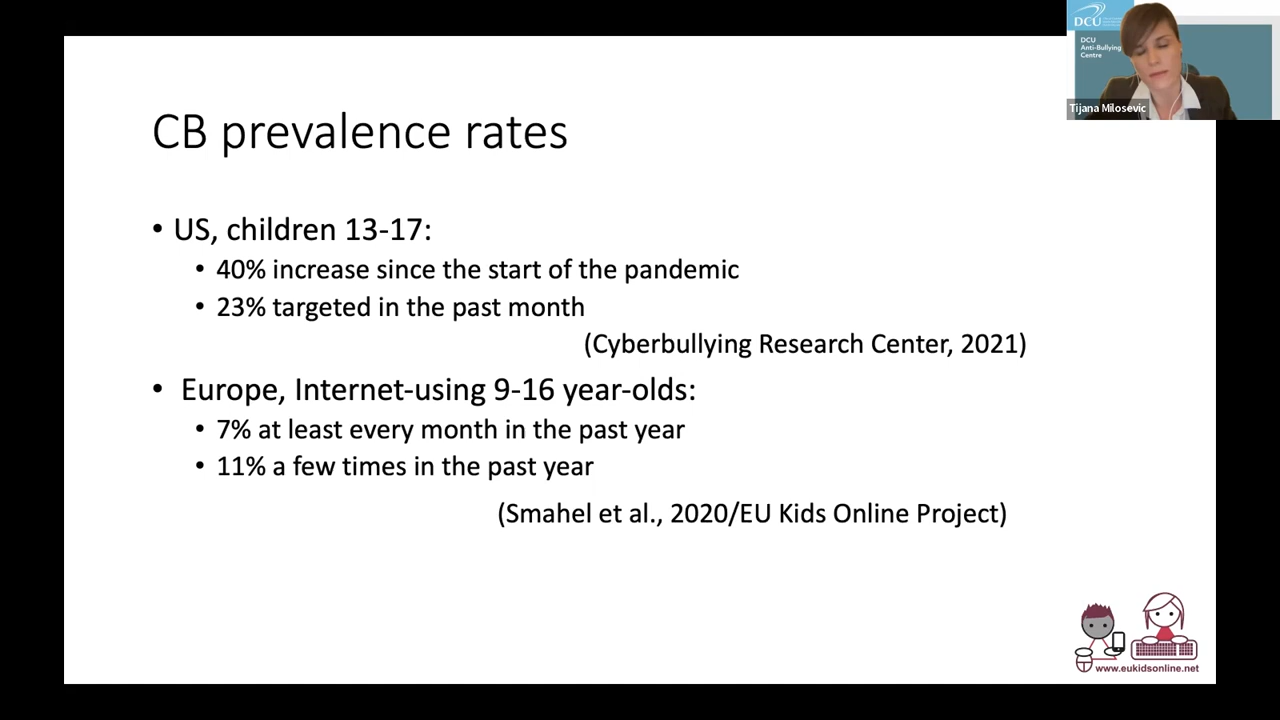 CB prevalence rates
• US, children 13-17:
• 40% increase since the start of the pandemic
• 23% targeted in the past month
(Cyberbullying Research Center, 2021)
• Europe, Internet-using 9-16 year-olds:
• 7% at least every month in the past year
• 11% a few times in the past year
(Smahel et al., 2020/EU Kids Online Project)
www.eukidsonline.net
DCU
DCU
Anti-Bullying
Centre
Tijana Milosevic